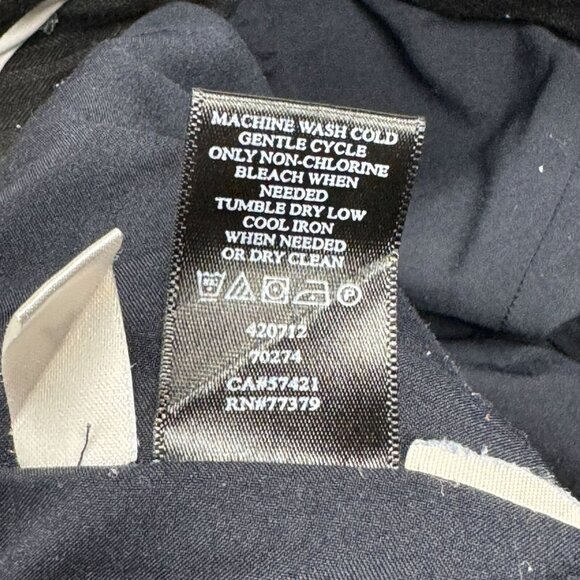 MACHINE WASH COLD
GENTLE CYCLE
ONLY NON-CHLORINE
BLEACH WHEN
NEEDED
TUMBLE DRY LOW
COOL IRON
WHEN NEEDED
OR DRY CLEAN
P
420712
70274
CA#57421
RN#77379